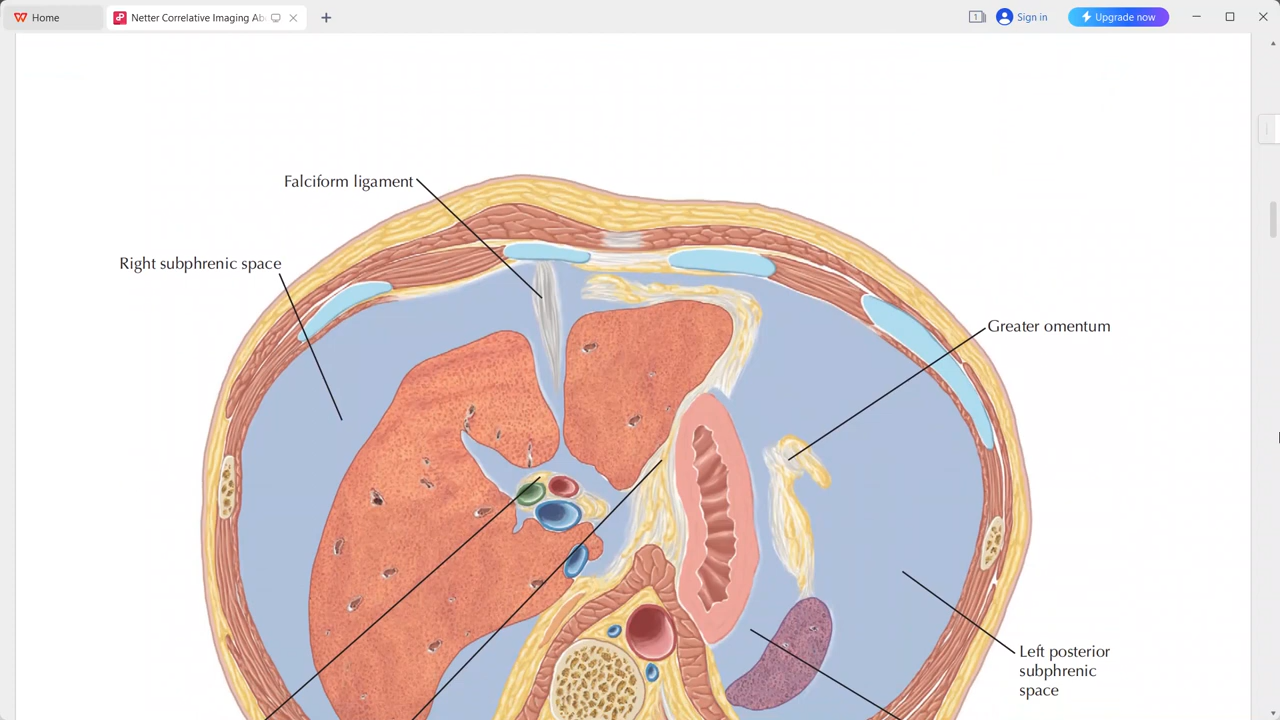 Home
Netter Correlative Imaging Ab
1
Sign in
Upgrade now
Falciform ligament
Right subphrenic space
Greater omentum
Left posterior
subphrenic
space